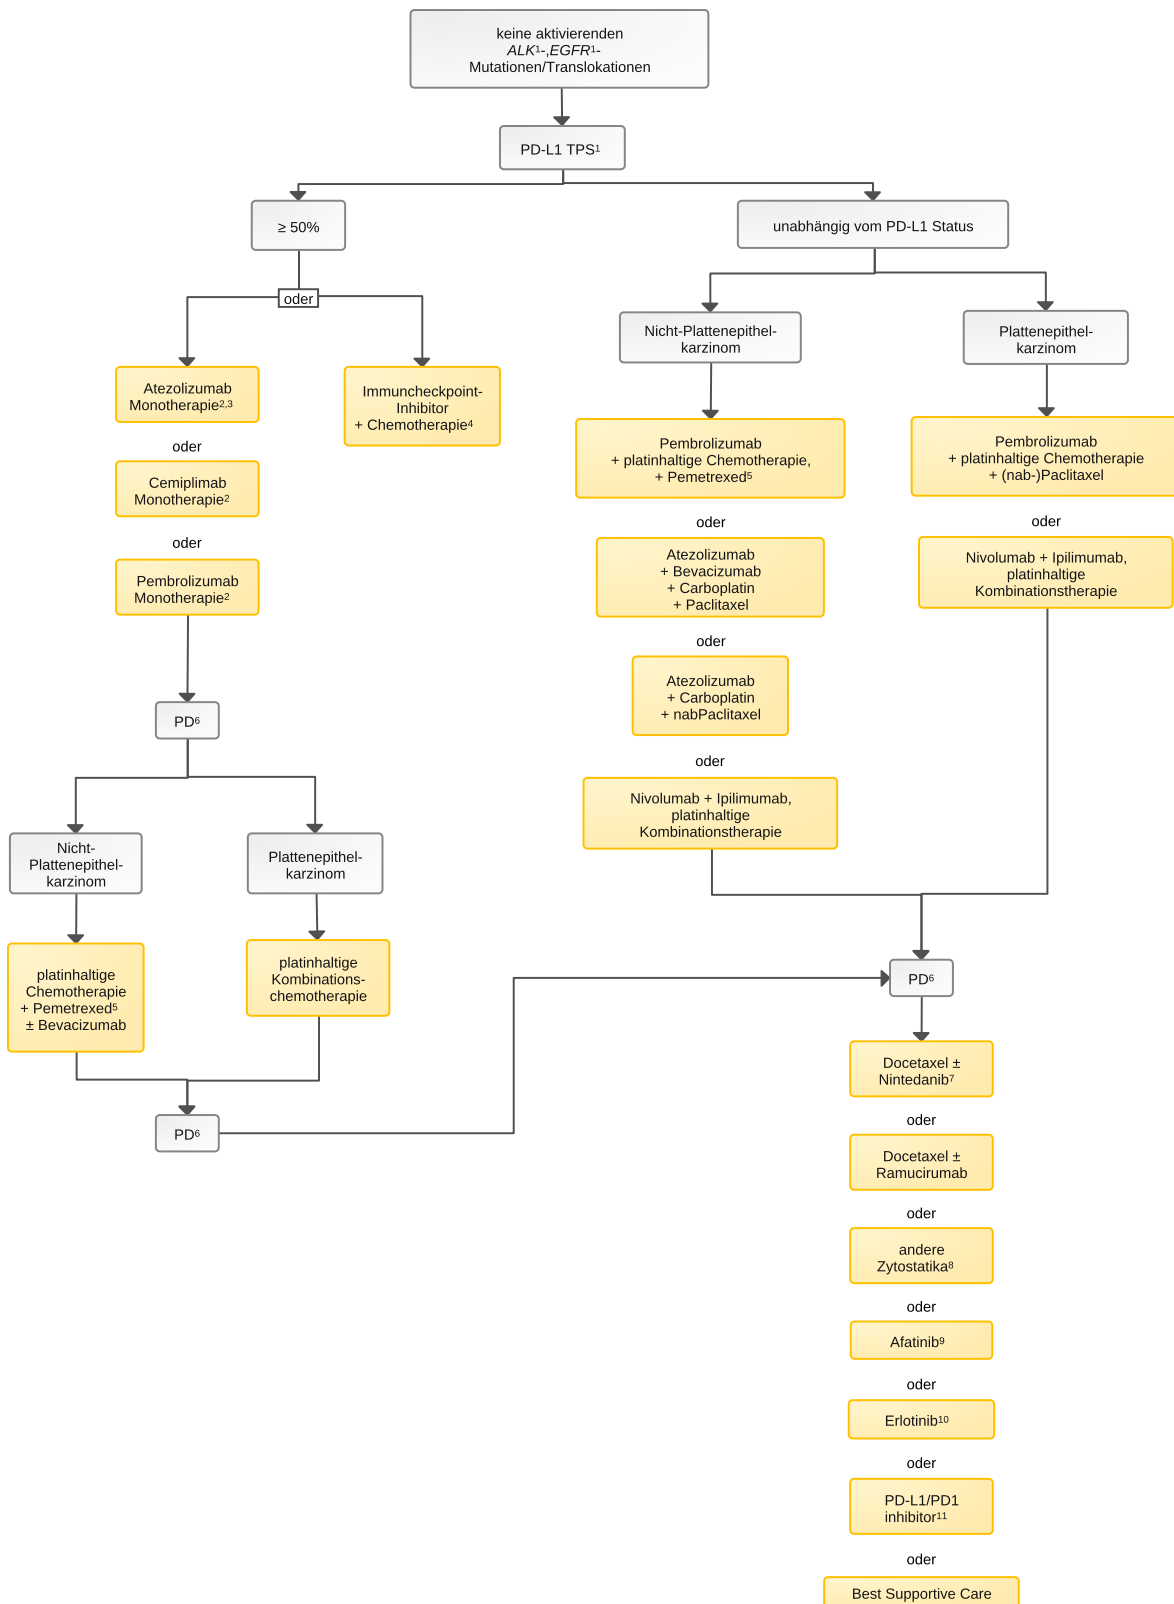 keine aktivierenden
ALK1-,EGFR1-
Mutationen/Translokationen
PD-L1 TPS1
≥ 50%
unabhängig vom PD-L1 Status
oder
Nicht-Plattenepithel-
karzinom
Plattenepithel-
karzinom
Atezolizumab
Monotherapie2,3
Immuncheckpoint-
Inhibitor
+ Chemotherapie4
oder
Cemiplimab
Monotherapie2
oder
Pembrolizumab
Monotherapie2
Pembrolizumab
+ platinhaltige Chemotherapie,
+ Pemetrexed5
oder
Atezolizumab
+ Bevacizumab
+ Carboplatin
+ Paclitaxel
oder
Atezolizumab
+ Carboplatin
+ nabPaclitaxel
oder
Nivolumab + Ipilimumab,
platinhaltige
Kombinationstherapie
Pembrolizumab
+ platinhaltige Chemotherapie
+ (nab-)Paclitaxel
oder
Nivolumab + Ipilimumab,
platinhaltige
Kombinationstherapie
PD6
Nicht-
Plattenepithel-
karzinom
Plattenepithel-
karzinom
platinhaltige
Chemotherapie
+ Pemetrexed5
± Bevacizumab
platinhaltige
Kombinations-
chemotherapie
PD6
PD6
Docetaxel ±
Nintedanib7
oder
Docetaxel ±
Ramucirumab
oder
andere
Zytostatika8
oder
Afatinib9
oder
Erlotinib10
oder
PD-L1/PD1
inhibitor11
oder
Best Supportive Care